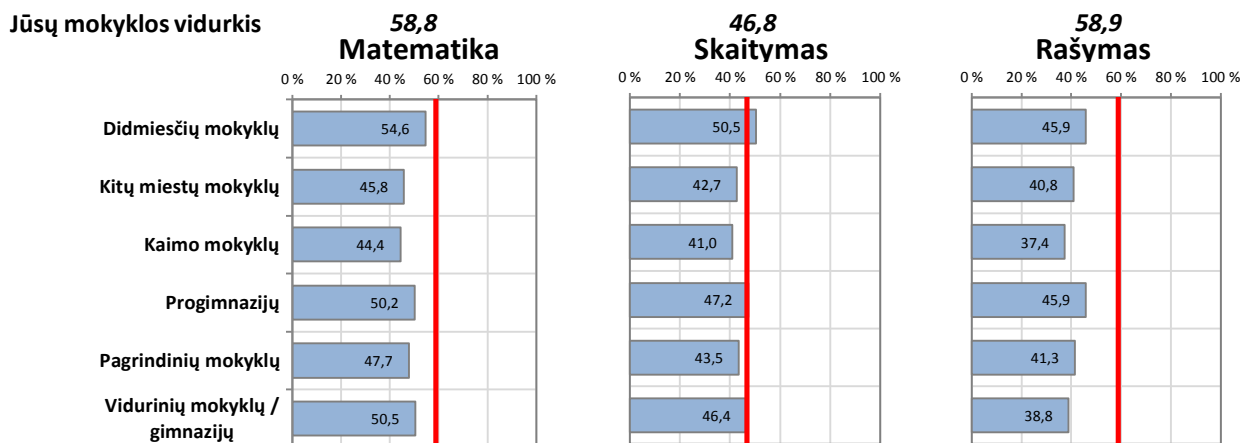 Jūsų mokyklos vidurkis 58,8 46,8 58,9
Matematika Skaitymas Rašymas
0 % 20 % 40 % 60 % 80 % 100 % 0 % 20 % 40 % 60 % 80 % 100 % 0 % 20 % 40 % 60 % 80 % 100 %
Didmiesčių mokyklų 54,6 50,5 45,9
Kitų miestų mokyklų 45,8 42,7 40,8
Kaimo mokyklų 44,4 41,0 37,4
Progimnazijų 50,2 47,2 45,9
Pagrindinių mokyklų 47,7 43,5 41,3
Vidurinių mokyklų /
gimnazijų 50,5 46,4 38,8